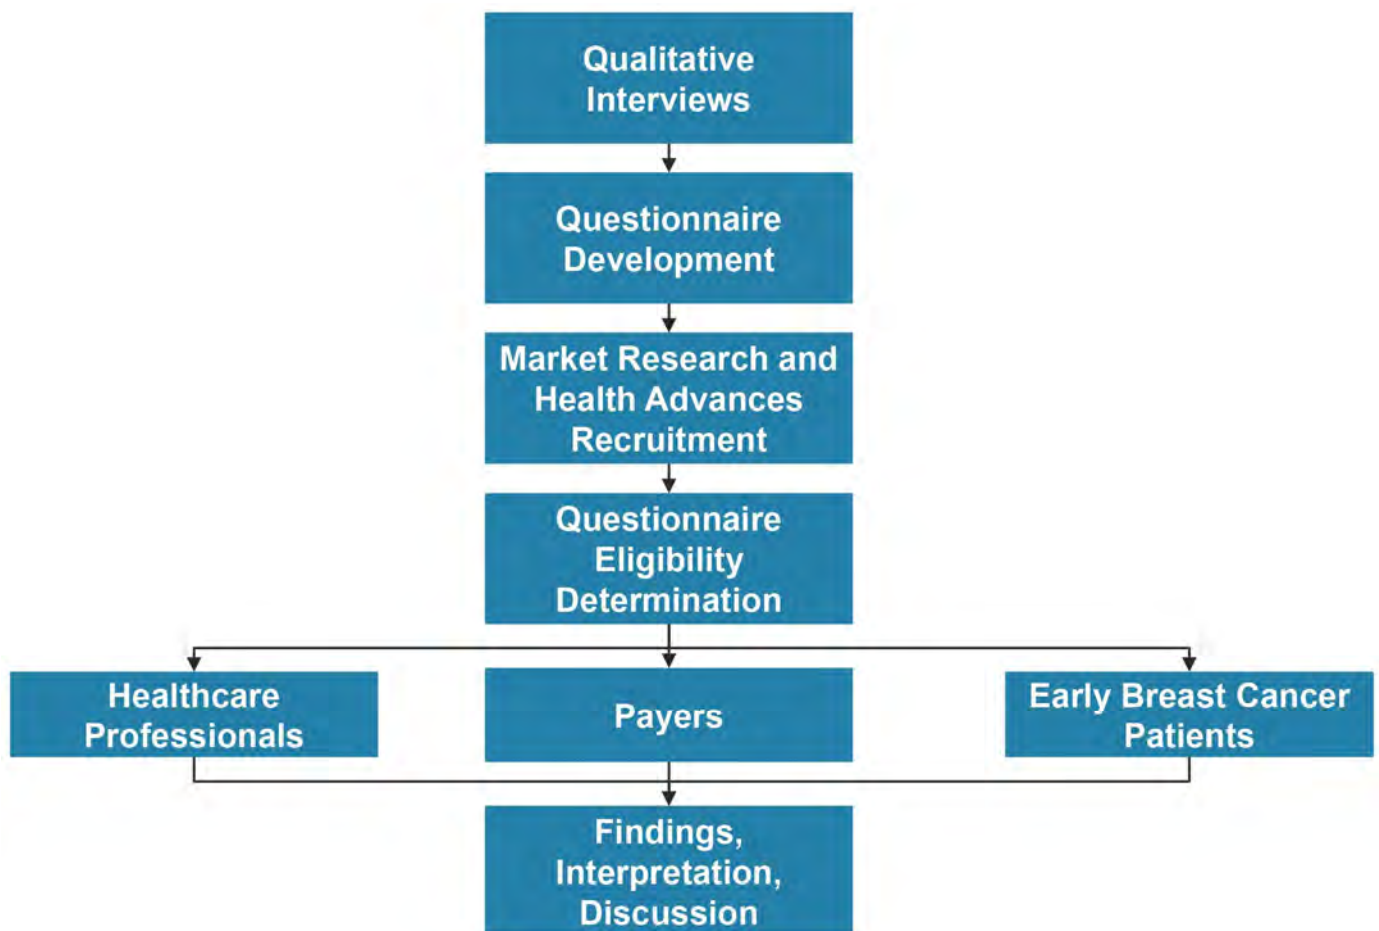 Qualitative
Interviews
Questionnaire
Development
Market Research and
Health Advances
Recruitment
Questionnaire
Eligibility
Determination
Healthcare
Professionals
Payers
Early Breast Cancer
Patients
Findings,
Interpretation,
Discussion